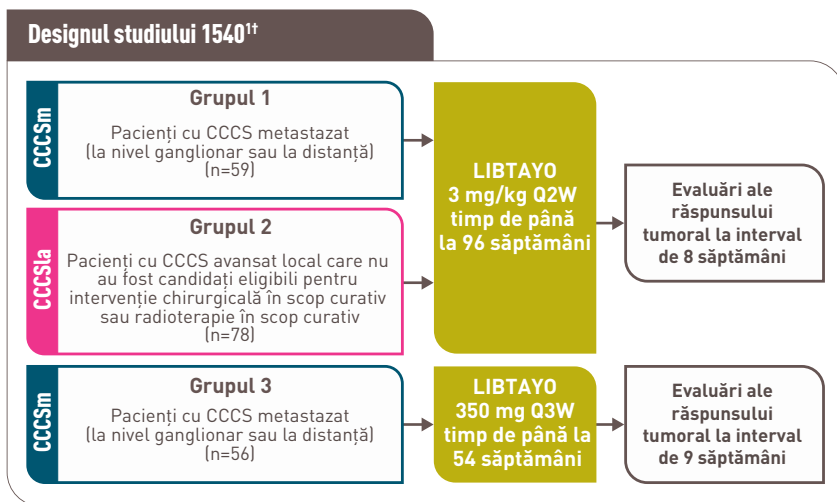 Designul studiului 1540¹†
CCCSm
Grupul 1
Pacienți cu CCCS metastazat
(la nivel ganglionar sau la distanță)
(n=59)
CCCSla
Grupul 2
Pacienți cu CCCS avansat local care nu
au fost candidați eligibili pentru
intervenție chirurgicală în scop curativ
sau radioterapie în scop curativ
(n=78)
LIBTAYO
3 mg/kg Q2W
timp de până
la 96 săptămâni
Evaluări ale
răspunsului
tumoral la interval
de 8 săptămâni
CCCSm
Grupul 3
Pacienți cu CCCS metastazat
(la nivel ganglionar sau la distanță)
(n=56)
LIBTAYO
350 mg Q3W
timp de până la
54 săptămâni
Evaluări ale
răspunsului
tumoral la interval
de 9 săptămâni